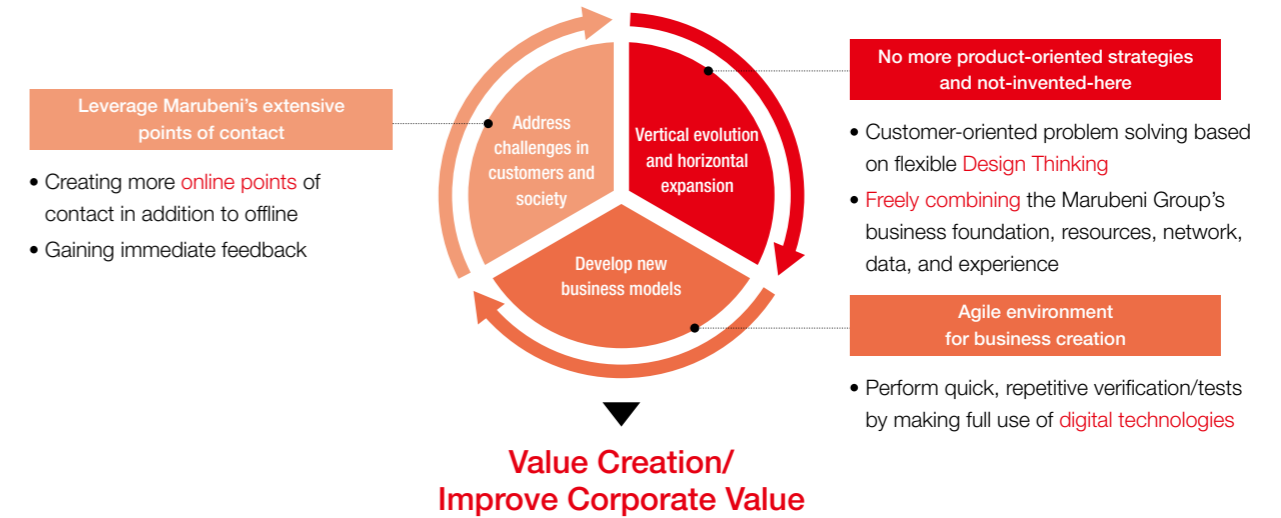 Leverage Marubeni's extensive
points of contact
• Creating more online points of
contact in addition to offline
• Gaining immediate feedback
Address
challenges in
customers and
society
Vertical evolution
and horizontal
expansion
Develop new
business models
No more product-oriented strategies
and not-invented-here
• Customer-oriented problem solving based
on flexible Design Thinking
• Freely combining the Marubeni Group's
business foundation, resources, network,
data, and experience
Agile environment
for business creation
• Perform quick, repetitive verification/tests
by making full use of digital technologies
Value Creation/
Improve Corporate Value